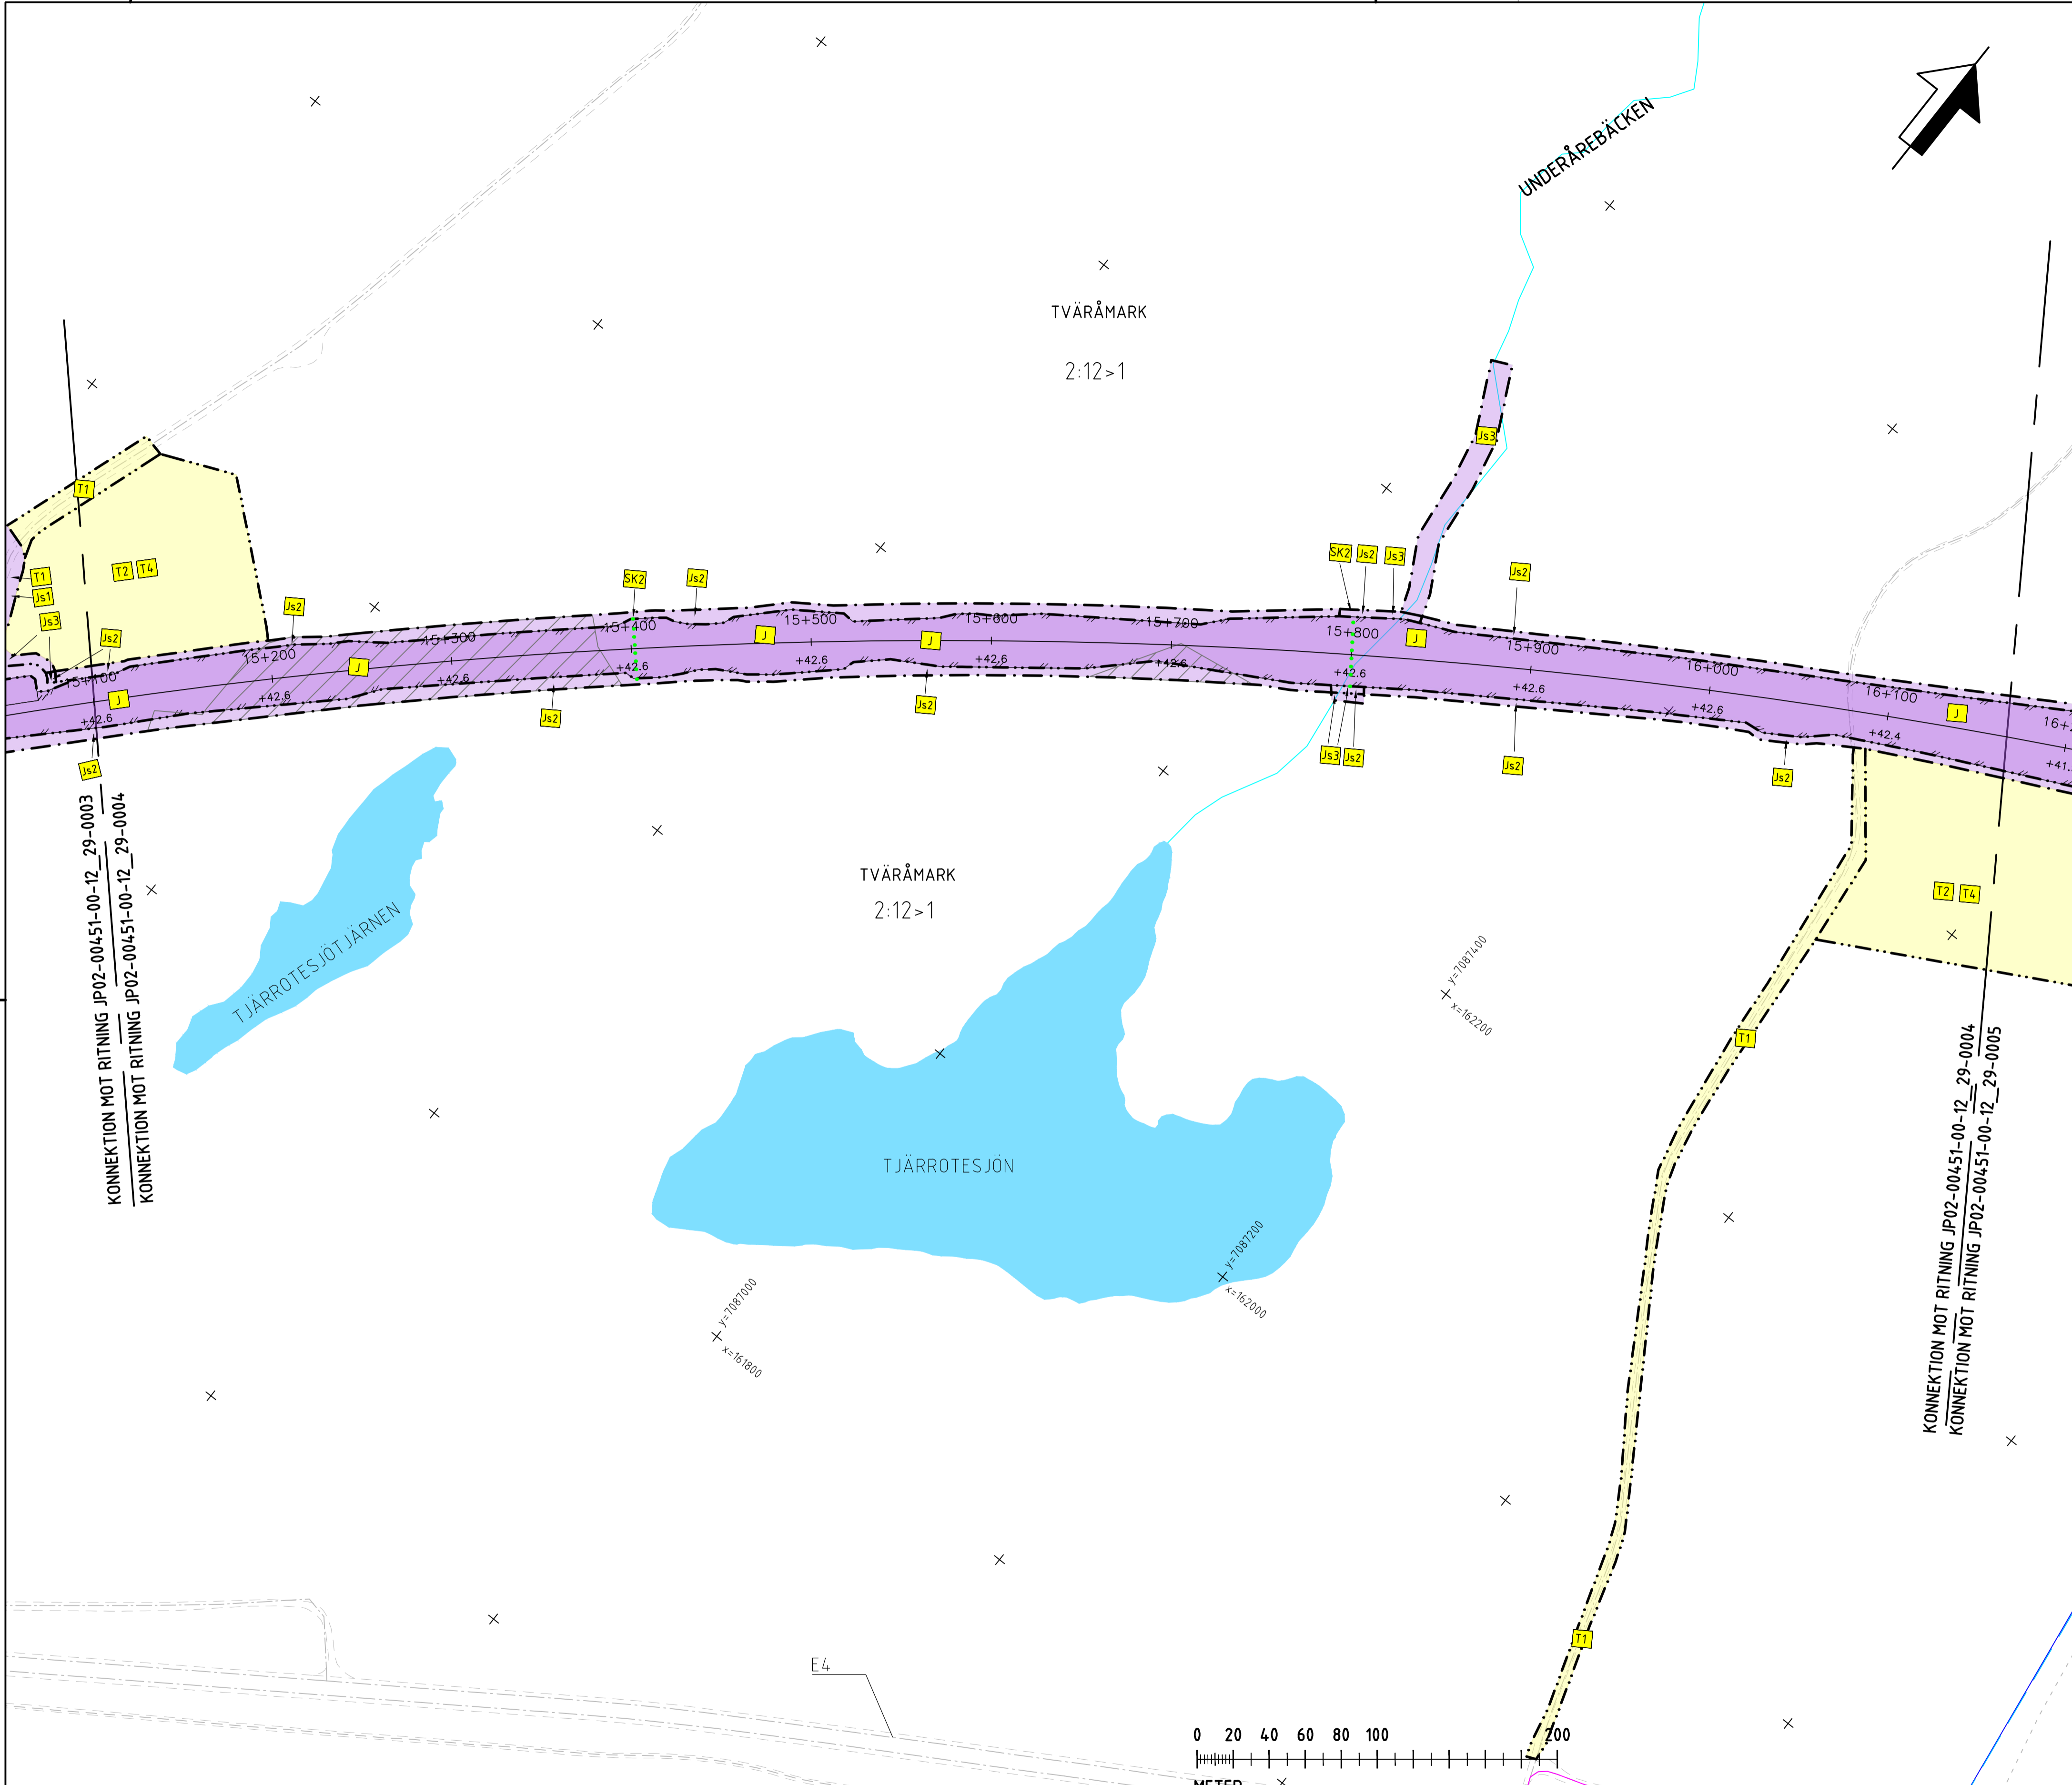 UNDERÅREBÄCKEN
TVÄRÅMARK
2:12>1
Js3
T1
T2 T4
T1
Js1
Js3
Js2
Js2
SK2
Js2
SK2 Js2 Js3
Js2
15+100
15+200
15+300
15+400
15+500
15+600
15+700
15+800
15+900
16+000
16+100
J
J
J
J
J
J
+42.6
+42.6
+42.6
+42.6
+42.6
+42.6
+42.6
+42.6
+42.6
+42.6
+42.4
Js2
Js2
Js2
Js3 Js2
Js2
Js2
KONNEKTION MOT RITNING JP02-00451-00-12_29-0003
KONNEKTION MOT RITNING JP02-00451-00-12_29-0004
TJÄRROTESJÖTJÄRNEN
TVÄRÅMARK
2:12>1
T2 T4
y=7087400
x=162200
T1
TJÄRROTESJÖN
KONNEKTION MOT RITNING JP02-00451-00-12_29-0004
KONNEKTION MOT RITNING JP02-00451-00-12_29-0005
y=7087200
x=162000
y=7087000
x=161800
T1
E4
0 20 40 60 80 100 200
METER